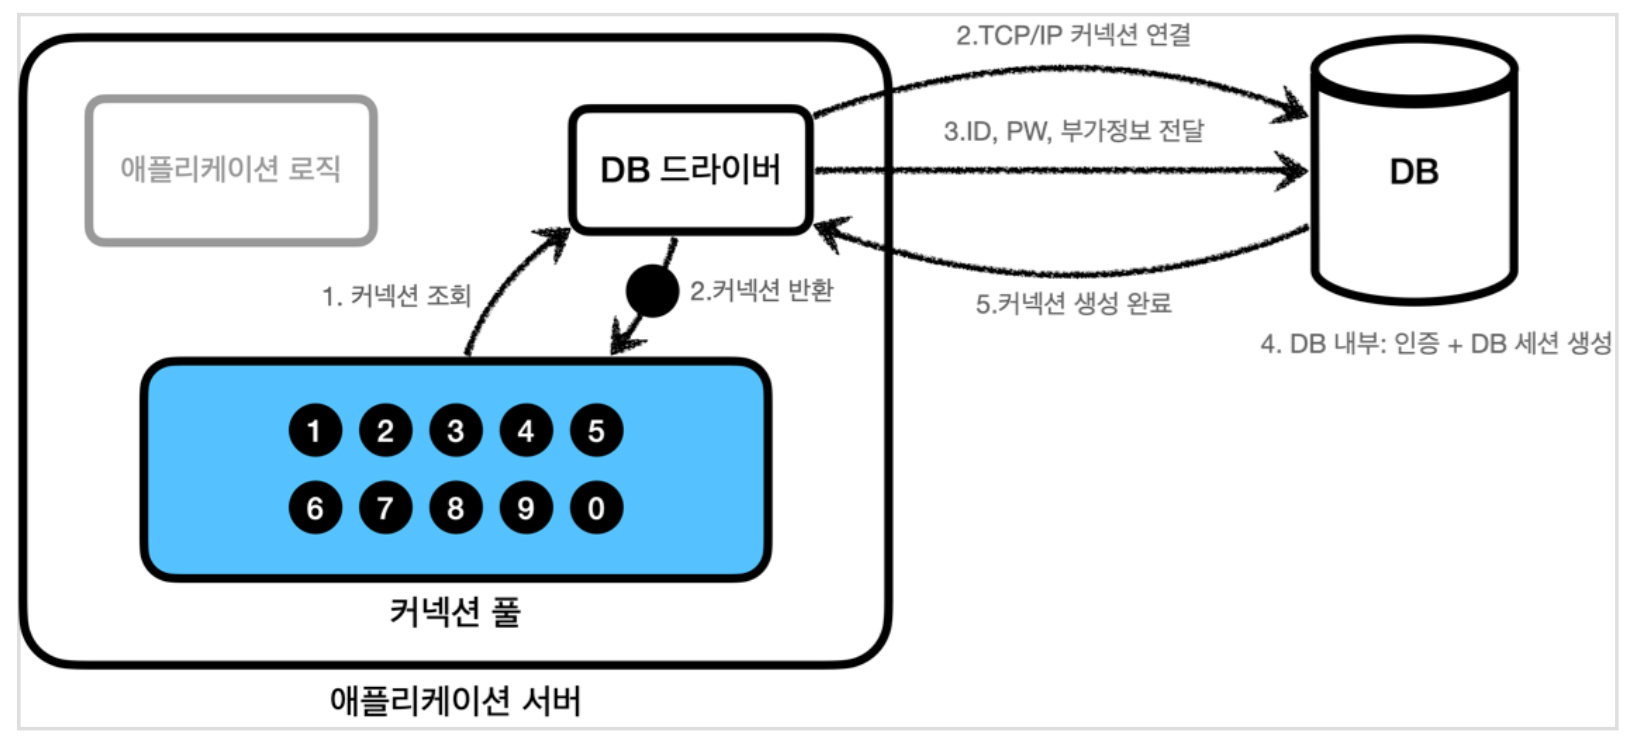 2.TCP/IP 커넥션 연결
애플리케이션 로직
DB 드라이버
3.ID, PW, 부가정보 전달
DB
1. 커넥션 조회
2.커넥션 반환
5.커넥션 생성 완료
4. DB 내부: 인증 + DB 세션 생성
1 2 3 4 5
6 7 8 9 0
커넥션 풀
애플리케이션 서버